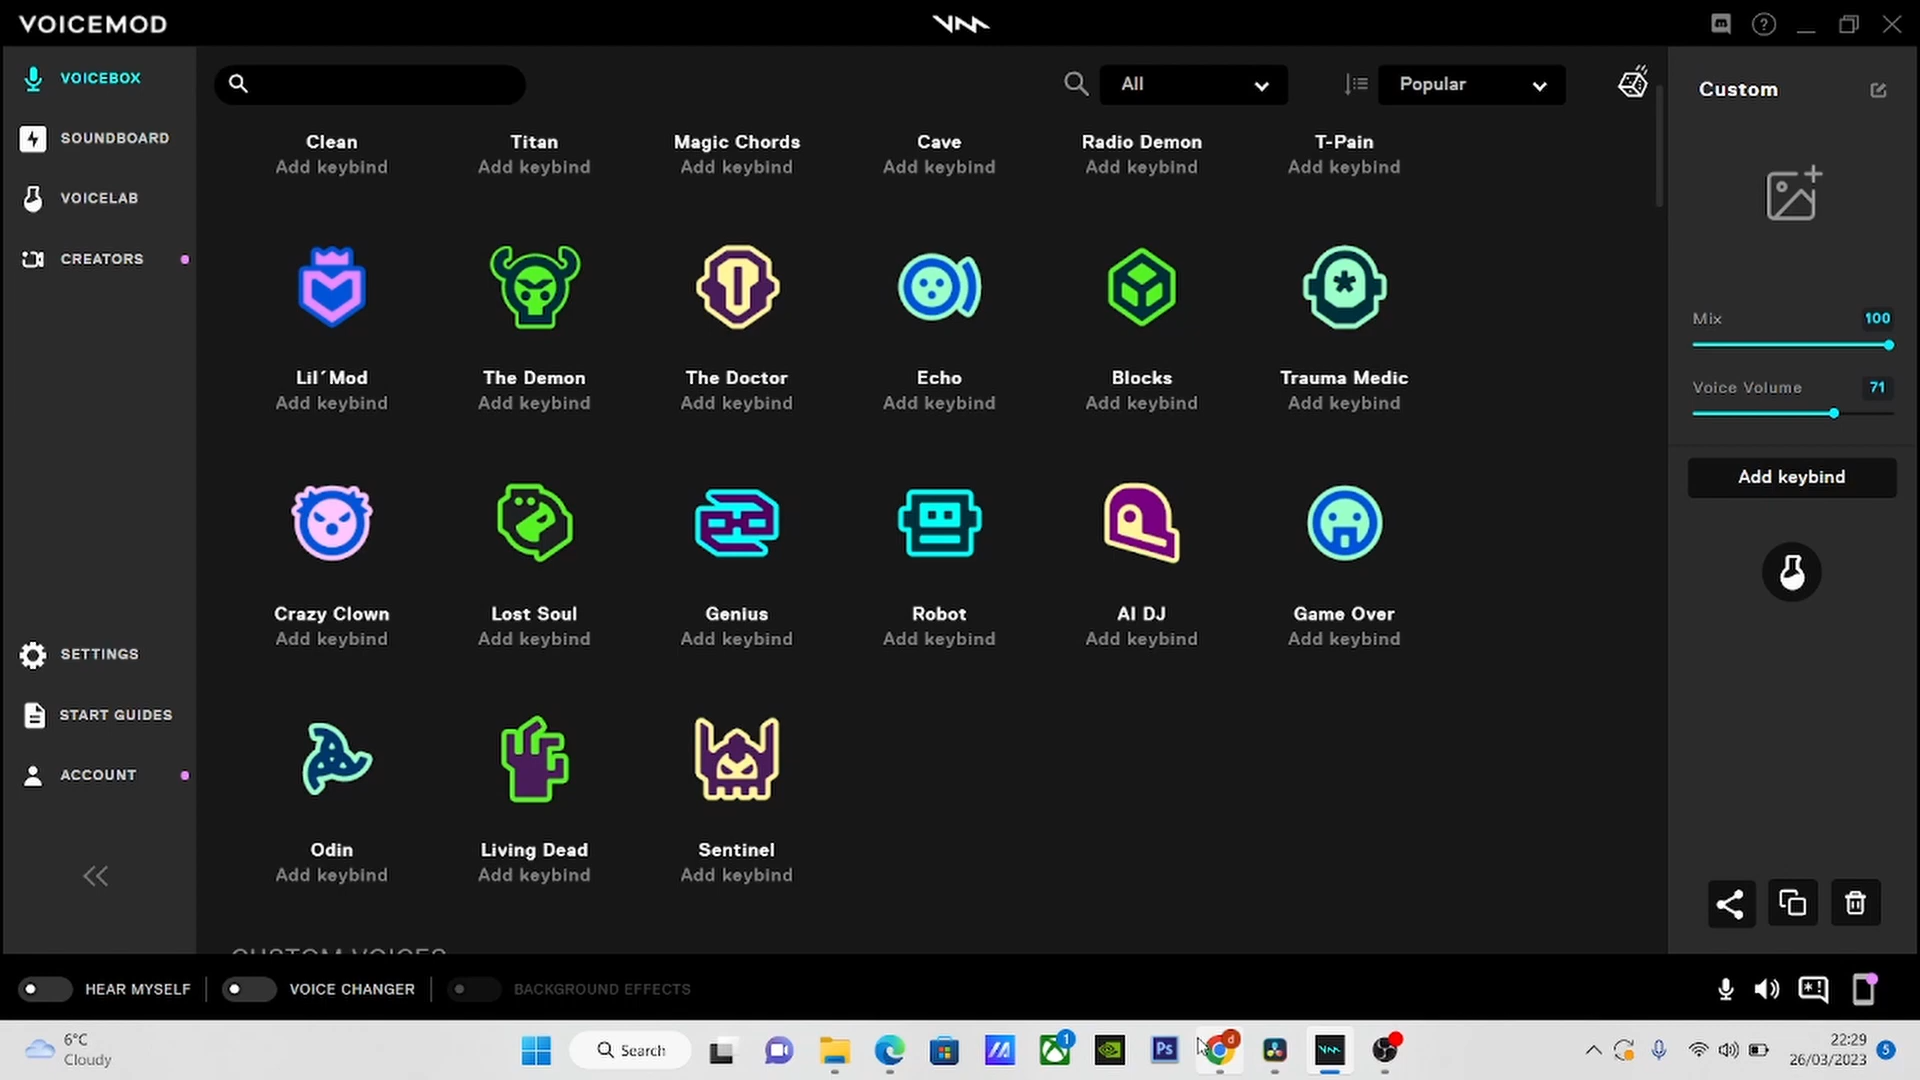 VOICEMOD
VOICEBOX
SOUNDBOARD
VOICELAB
CREATORS
SETTINGS
START GUIDES
ACCOUNT
All
Popular
Clean Titan Magic Chords Cave Radio Demon T-Pain
Add keybind Add keybind Add keybind Add keybind Add keybind Add keybind
Lil´Mod The Demon The Doctor Echo Blocks Trauma Medic
Add keybind Add keybind Add keybind Add keybind Add keybind Add keybind
Crazy Clown Lost Soul Genius Robot AI DJ Game Over
Add keybind Add keybind Add keybind Add keybind Add keybind Add keybind
Odin Living Dead Sentinel
Add keybind Add keybind Add keybind
CUSTOM VOICES
Custom
Mix 100
Voice Volume 71
Add keybind
HEAR MYSELF VOICE CHANGER BACKGROUND EFFECTS
6°C
Cloudy
Search
1
Ps
d
22:29
26/03/2023
5